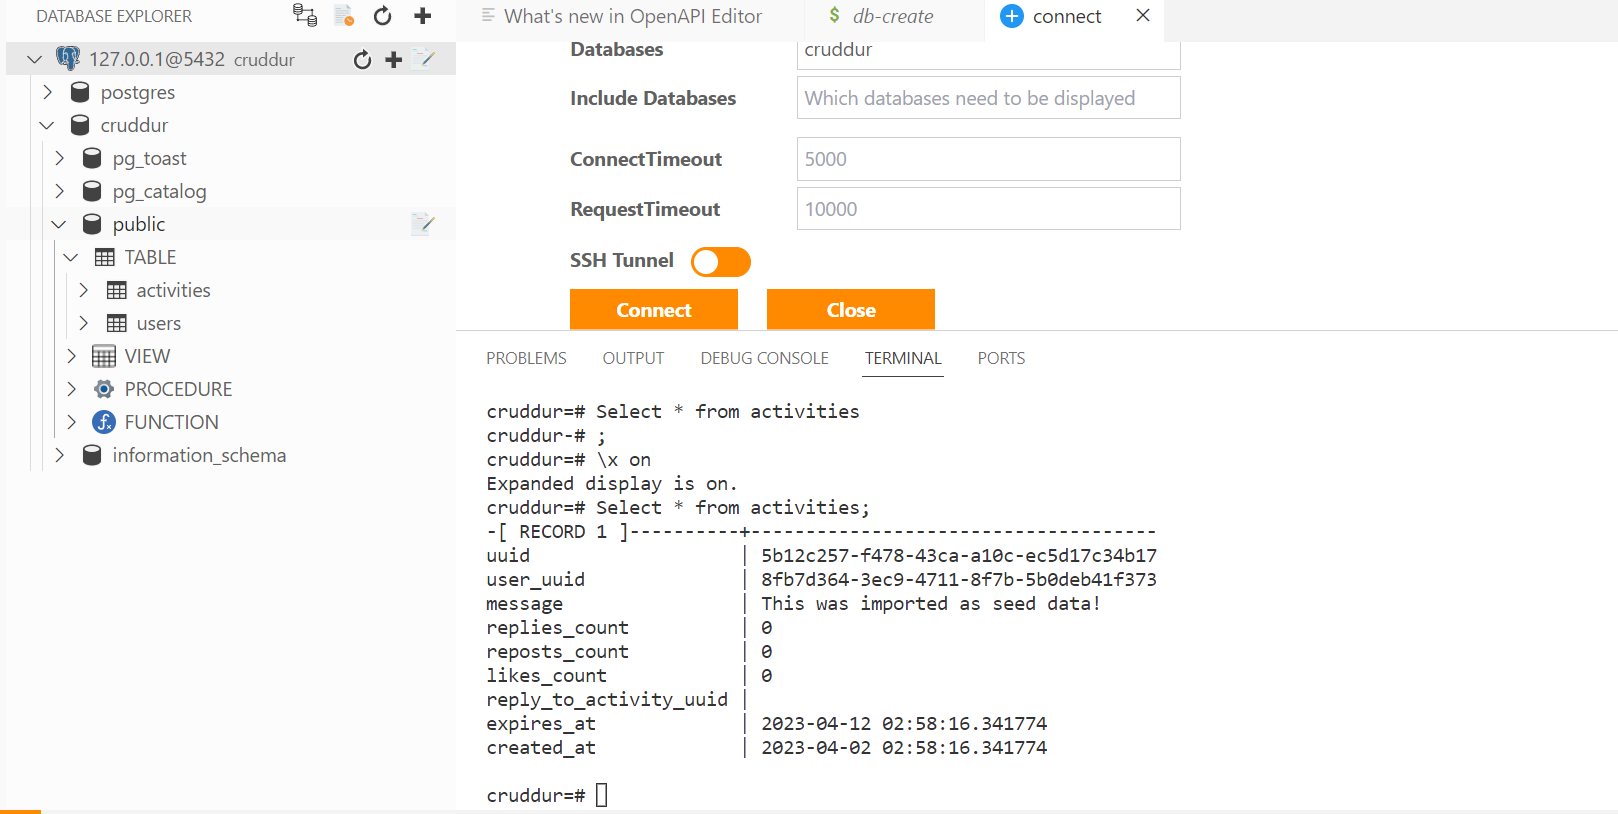 DATABASE EXPLORER
127.0.0.1@5432 cruddur
postgres
cruddur
pg_toast
pg_catalog
public
TABLE
activities
users
VIEW
PROCEDURE
FUNCTION
information_schema
What's new in OpenAPI Editor
$ db-create
connect
Databases cruddur
Include Databases Which databases need to be displayed
ConnectTimeout 5000
RequestTimeout 10000
SSH Tunnel
Connect Close
PROBLEMS OUTPUT DEBUG CONSOLE TERMINAL PORTS
cruddur=# Select * from activities
cruddur-# ;
cruddur=# \x on
Expanded display is on.
cruddur=# Select * from activities;
-[ RECORD 1 ]----------+-------------------------------------
uuid                   | 5b12c257-f478-43ca-a10c-ec5d17c34b17
user_uuid              | 8fb7d364-3ec9-4711-8f7b-5b0deb41f373
message                | This was imported as seed data!
replies_count          | 0
reposts_count          | 0
likes_count            | 0
reply_to_activity_uuid |
expires_at             | 2023-04-12 02:58:16.341774
created_at             | 2023-04-02 02:58:16.341774
cruddur=#